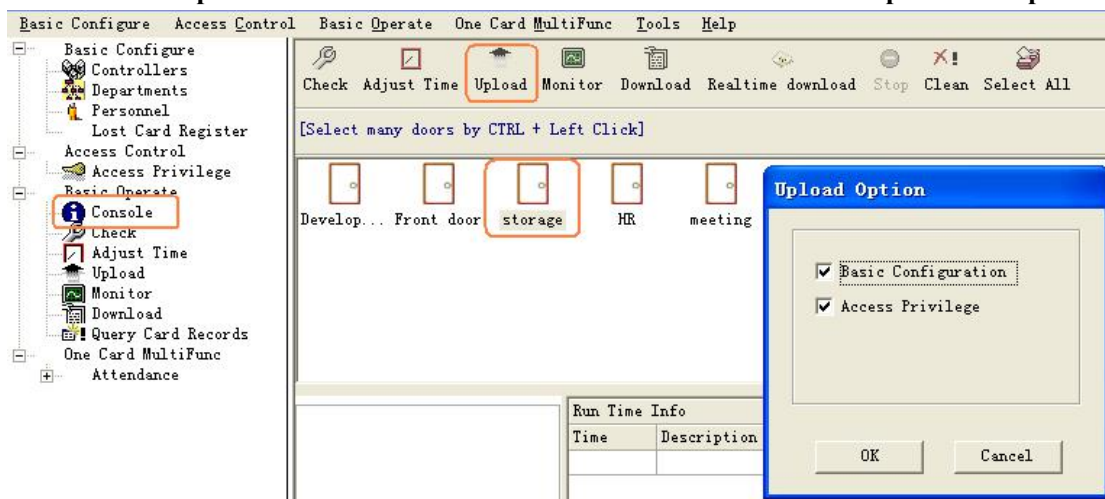 Basic Configure Access Control Basic Operate One Card MultiFunc Tools Help
Basic Configure
Controllers
Departments
Personnel
Lost Card Register
Access Control
Access Privilege
Basic Operate
Console
Check
Adjust Time
Upload
Monitor
Download
Query Card Records
One Card MultiFunc
Attendance
Check Adjust Time Upload Monitor Download Realtime download Stop Clean Select All
[Select many doors by CTRL + Left Click]
Develop... Front door storage HR meeting
Run Time Info
Time Description
Upload Option
Basic Configuration
Access Privilege
OK Cancel